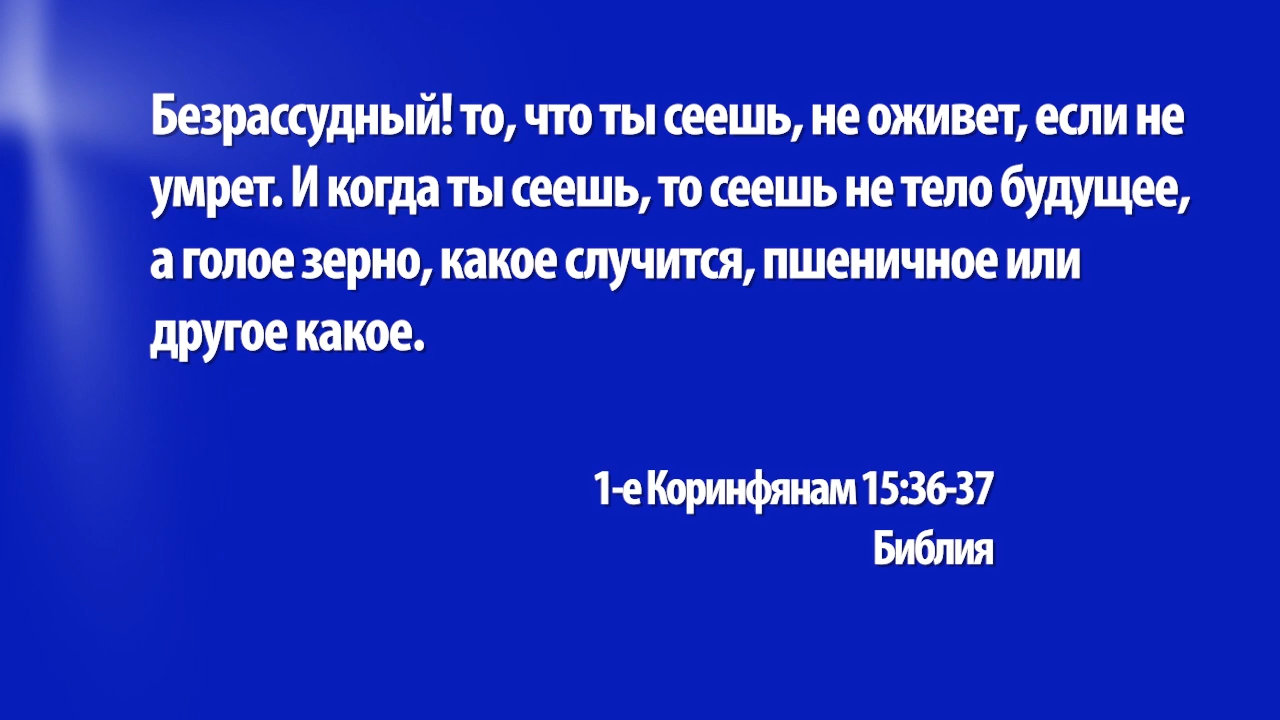 Безрассудный! то, что ты сеешь, не оживет, если не
умрет. И когда ты сеешь, то сеешь не тело будущее,
а голое зерно, какое случится, пшеничное или
другое какое.
1-е Коринфянам 15:36-37
Библия